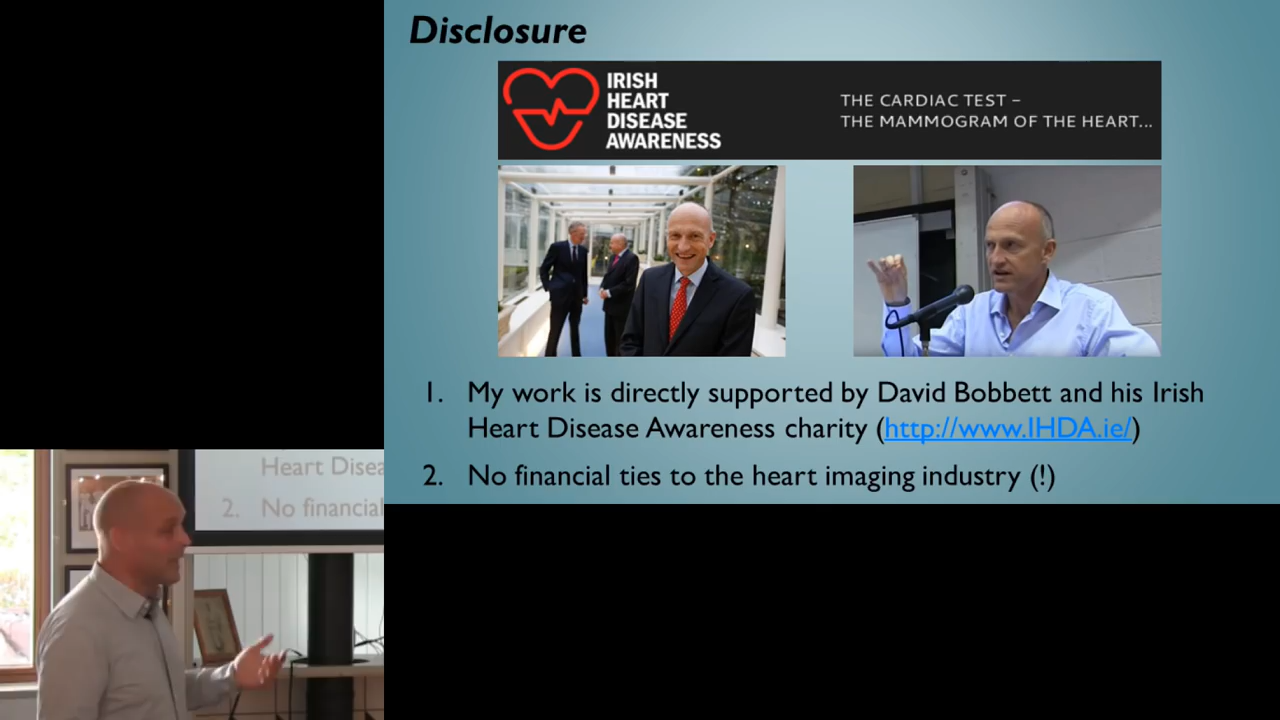 Disclosure
IRISH
HEART
DISEASE
AWARENESS
THE CARDIAC TEST –
THE MAMMOGRAM OF THE HEART...
1. My work is directly supported by David Bobbett and his Irish
Heart Disease Awareness charity (http://www.IHDA.ie/)
2. No financial ties to the heart imaging industry (!)
Heart Disea
2. No financial